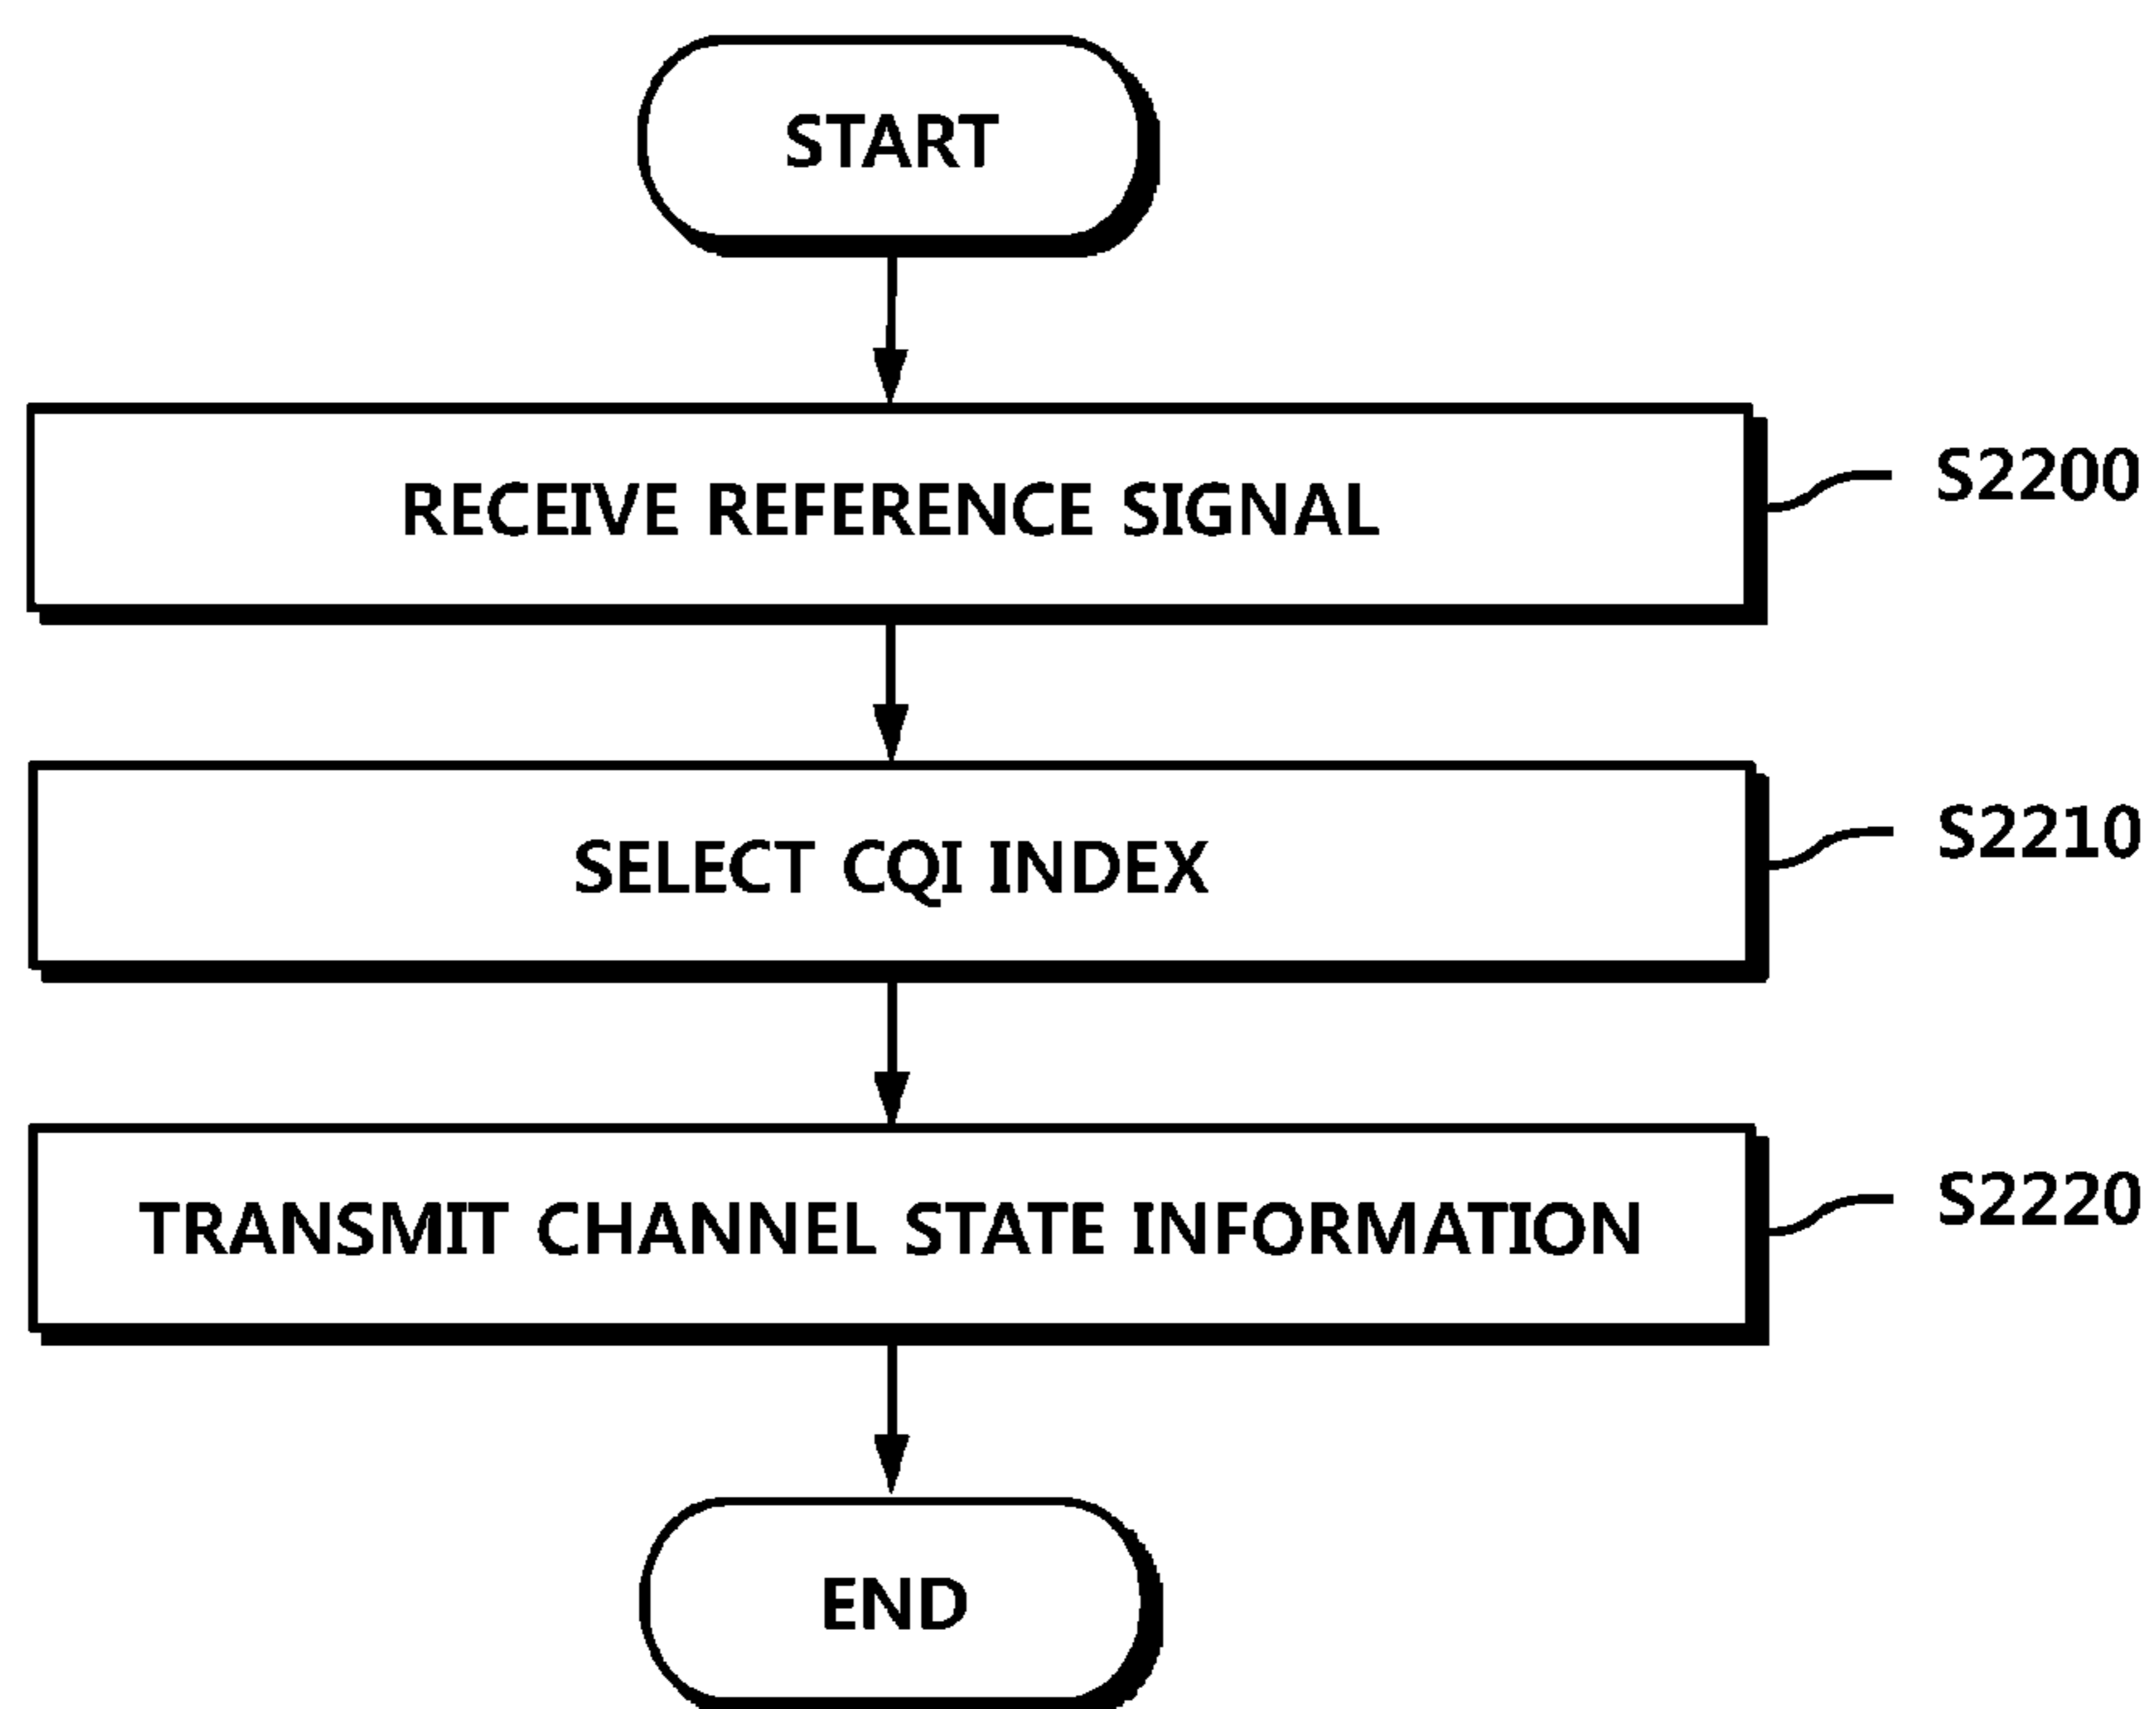 START
RECEIVE REFERENCE SIGNAL
S2200
SELECT CQI INDEX
S2210
TRANSMIT CHANNEL STATE INFORMATION
S2220
END